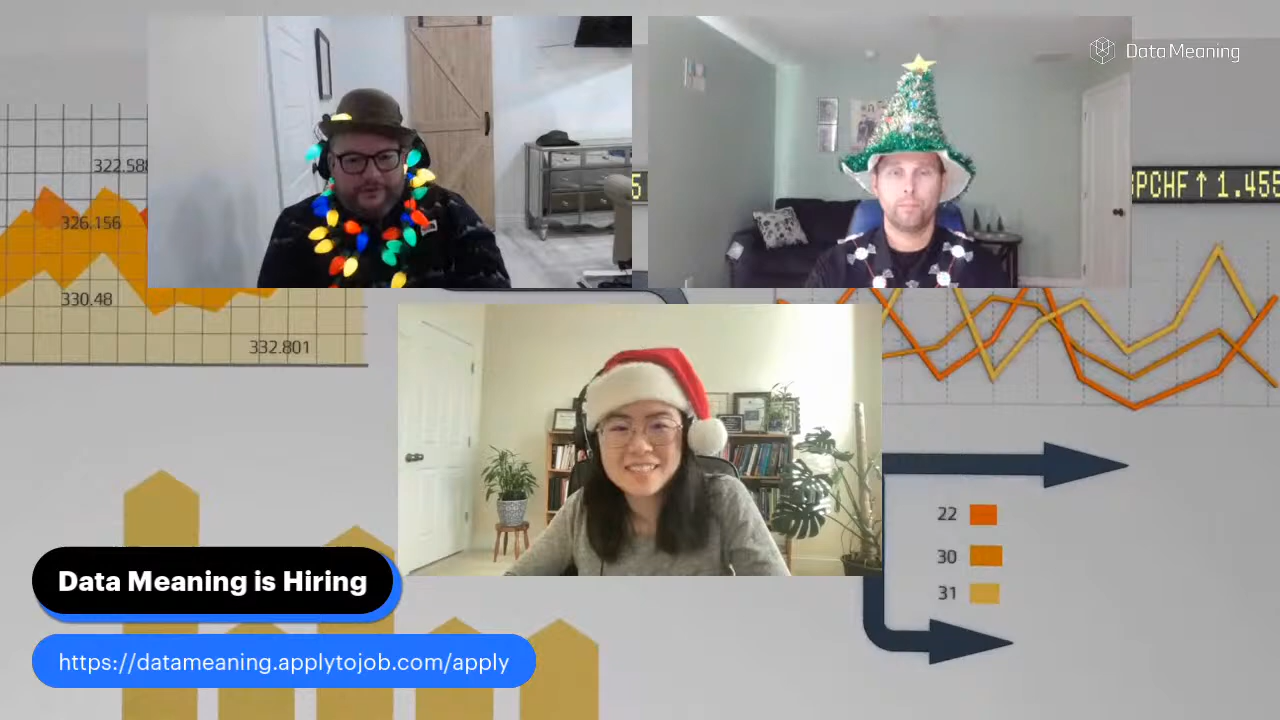 Data Meaning
322.58
326.156
330.48
332.801
5
PCHF↑1.455
22
30
31
Data Meaning is Hiring
https://datameaning.applytojob.com/apply